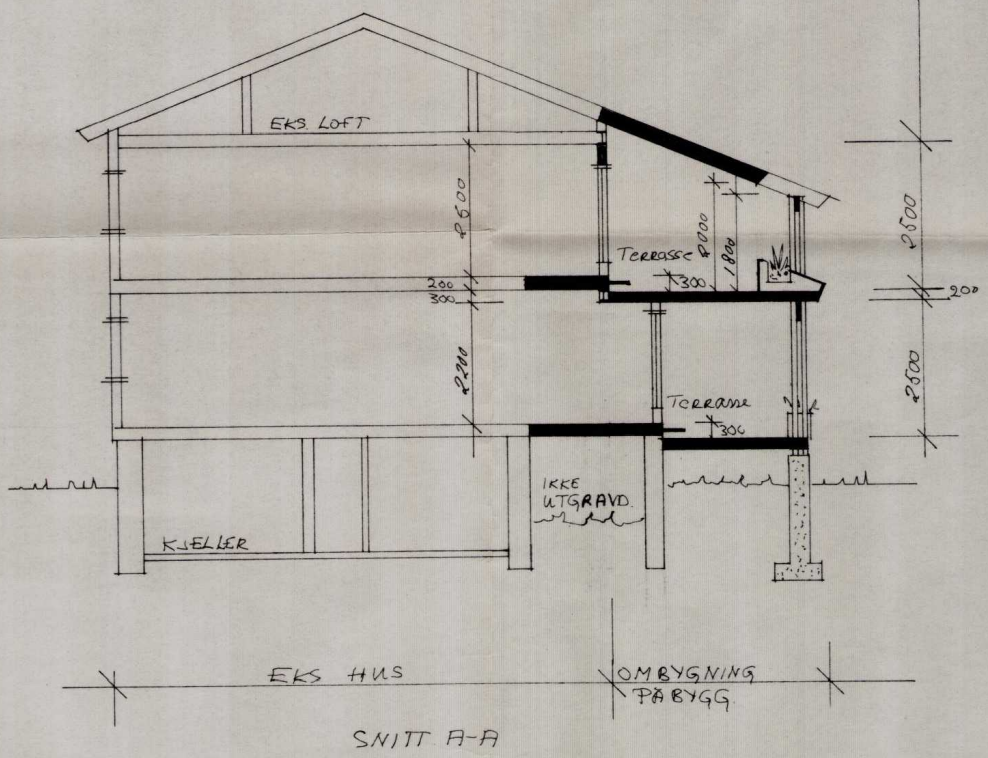 EKS. LOFT
2500
Terrasse
2000
1800
300
2500
200
300
200
2200
2500
Terrasse
300
IKKE
UTGRAVD.
KJELLER
EKS HUS
OMBYGNING
PÅBYGG.
SNITT A-A